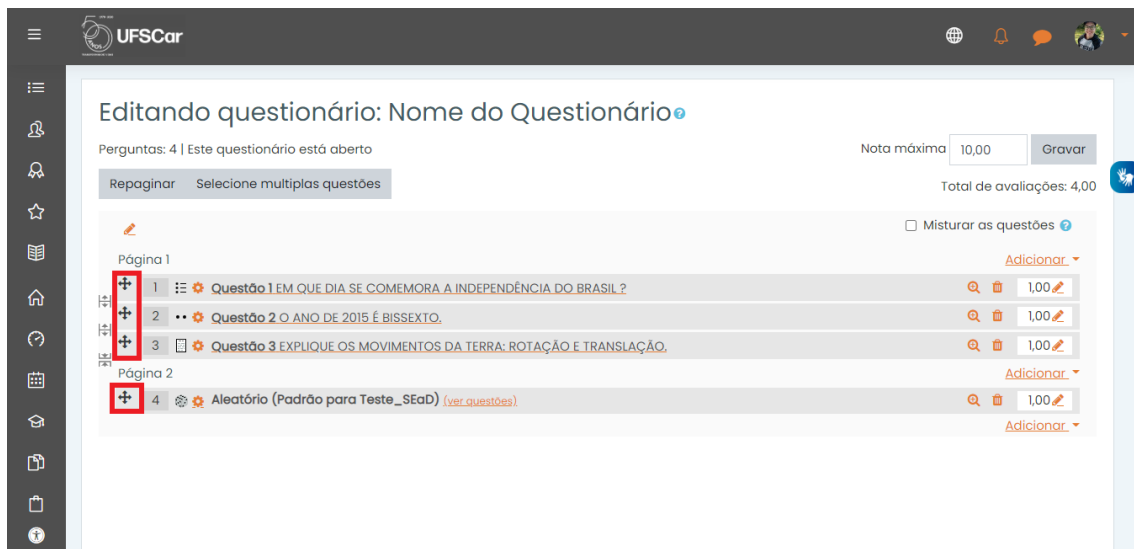 UFSCar
Editando questionário: Nome do Questionário
Perguntas: 4 | Este questionário está aberto
Nota máxima 10,00 Gravar
Repaginar Selecione multiplas questões
Total de avaliações: 4,00
Misturar as questões
Página 1 Adicionar
1 Questão 1 EM QUE DIA SE COMEMORA A INDEPENDÊNCIA DO BRASIL ? 1,00
2 Questão 2 O ANO DE 2015 É BISSEXTO. 1,00
3 Questão 3 EXPLIQUE OS MOVIMENTOS DA TERRA: ROTAÇÃO E TRANSLAÇÃO. 1,00
Página 2 Adicionar
4 Aleatório (Padrão para Teste_SEaD) (ver questões) 1,00
Adicionar